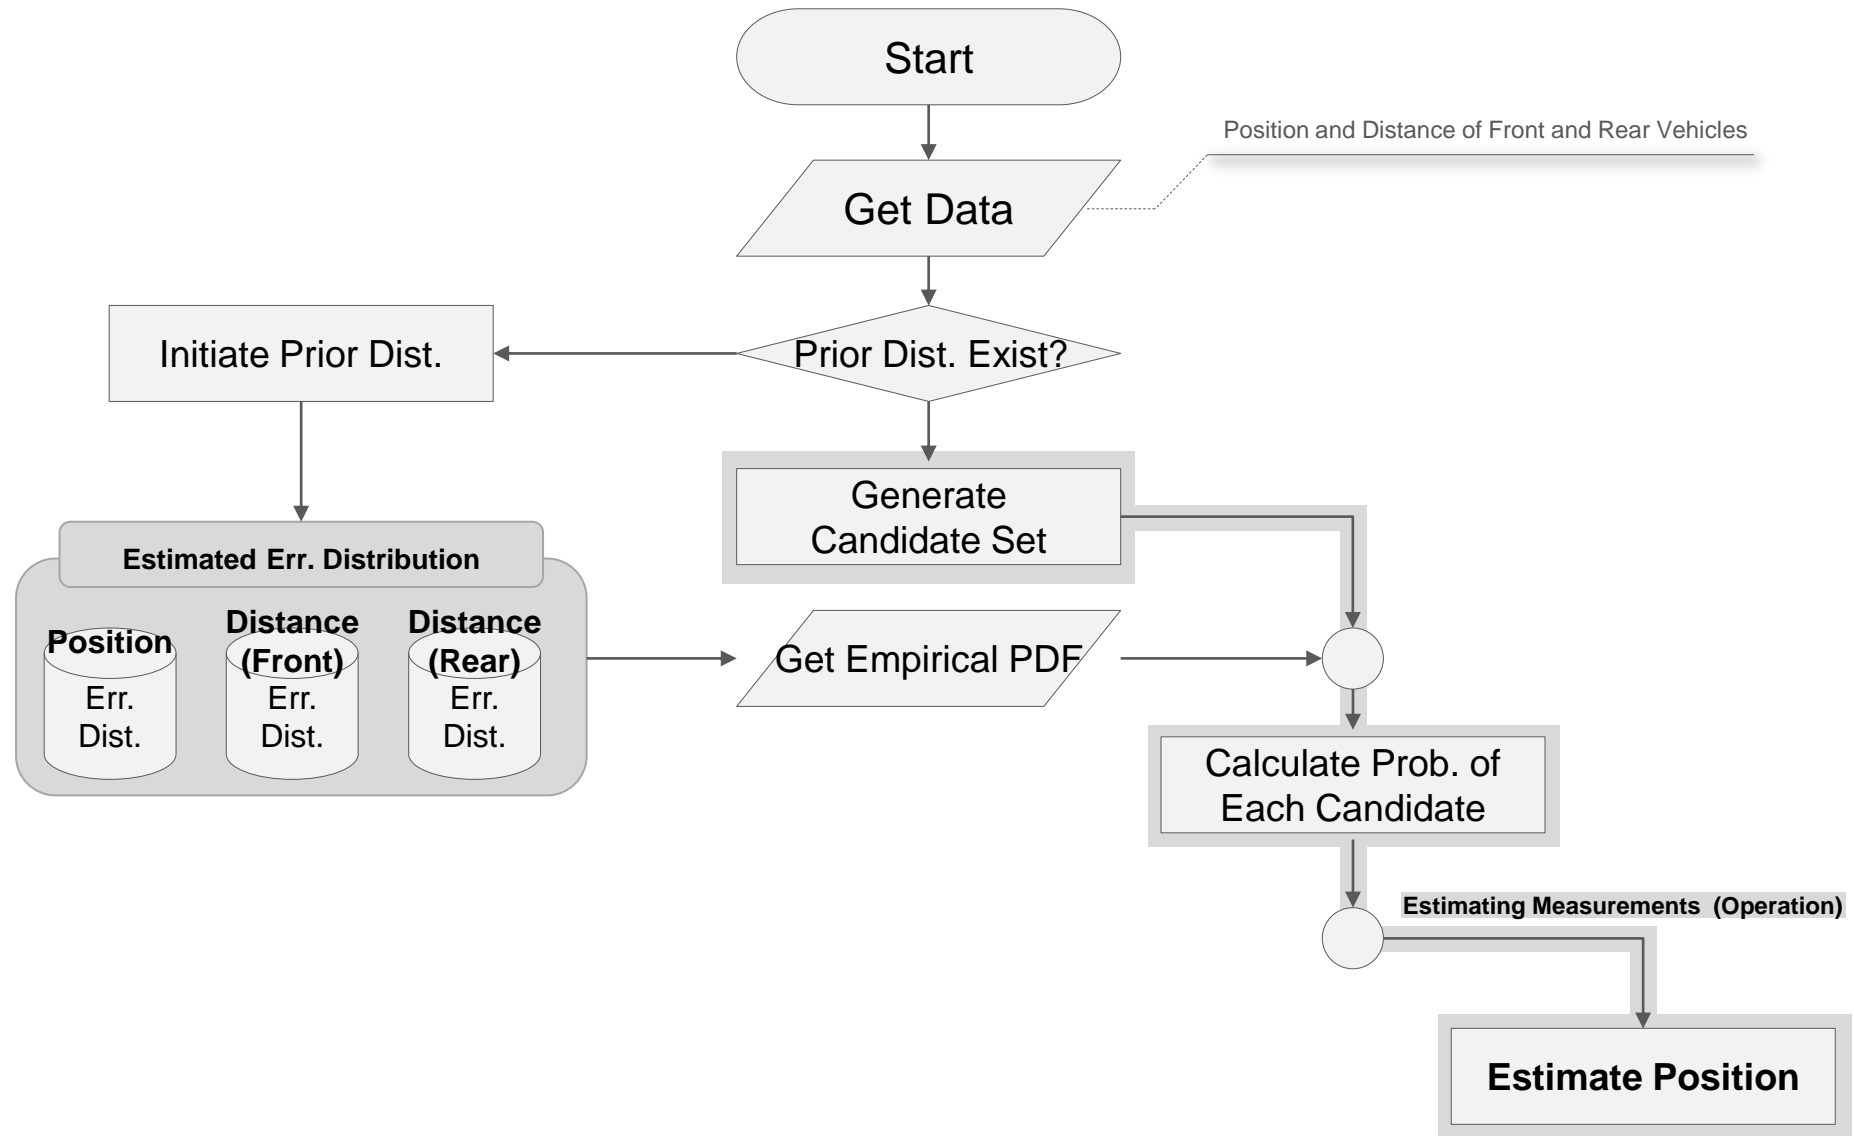 Start
Position and Distance of Front and Rear Vehicles
Get Data
Initiate Prior Dist.
Prior Dist. Exist?
Generate
Candidate Set
Estimated Err. Distribution
Position
Err.
Dist.
Distance
(Front)
Err.
Dist.
Distance
(Rear)
Err.
Dist.
Get Empirical PDF
Calculate Prob. of
Each Candidate
Estimating Measurements (Operation)
Estimate Position